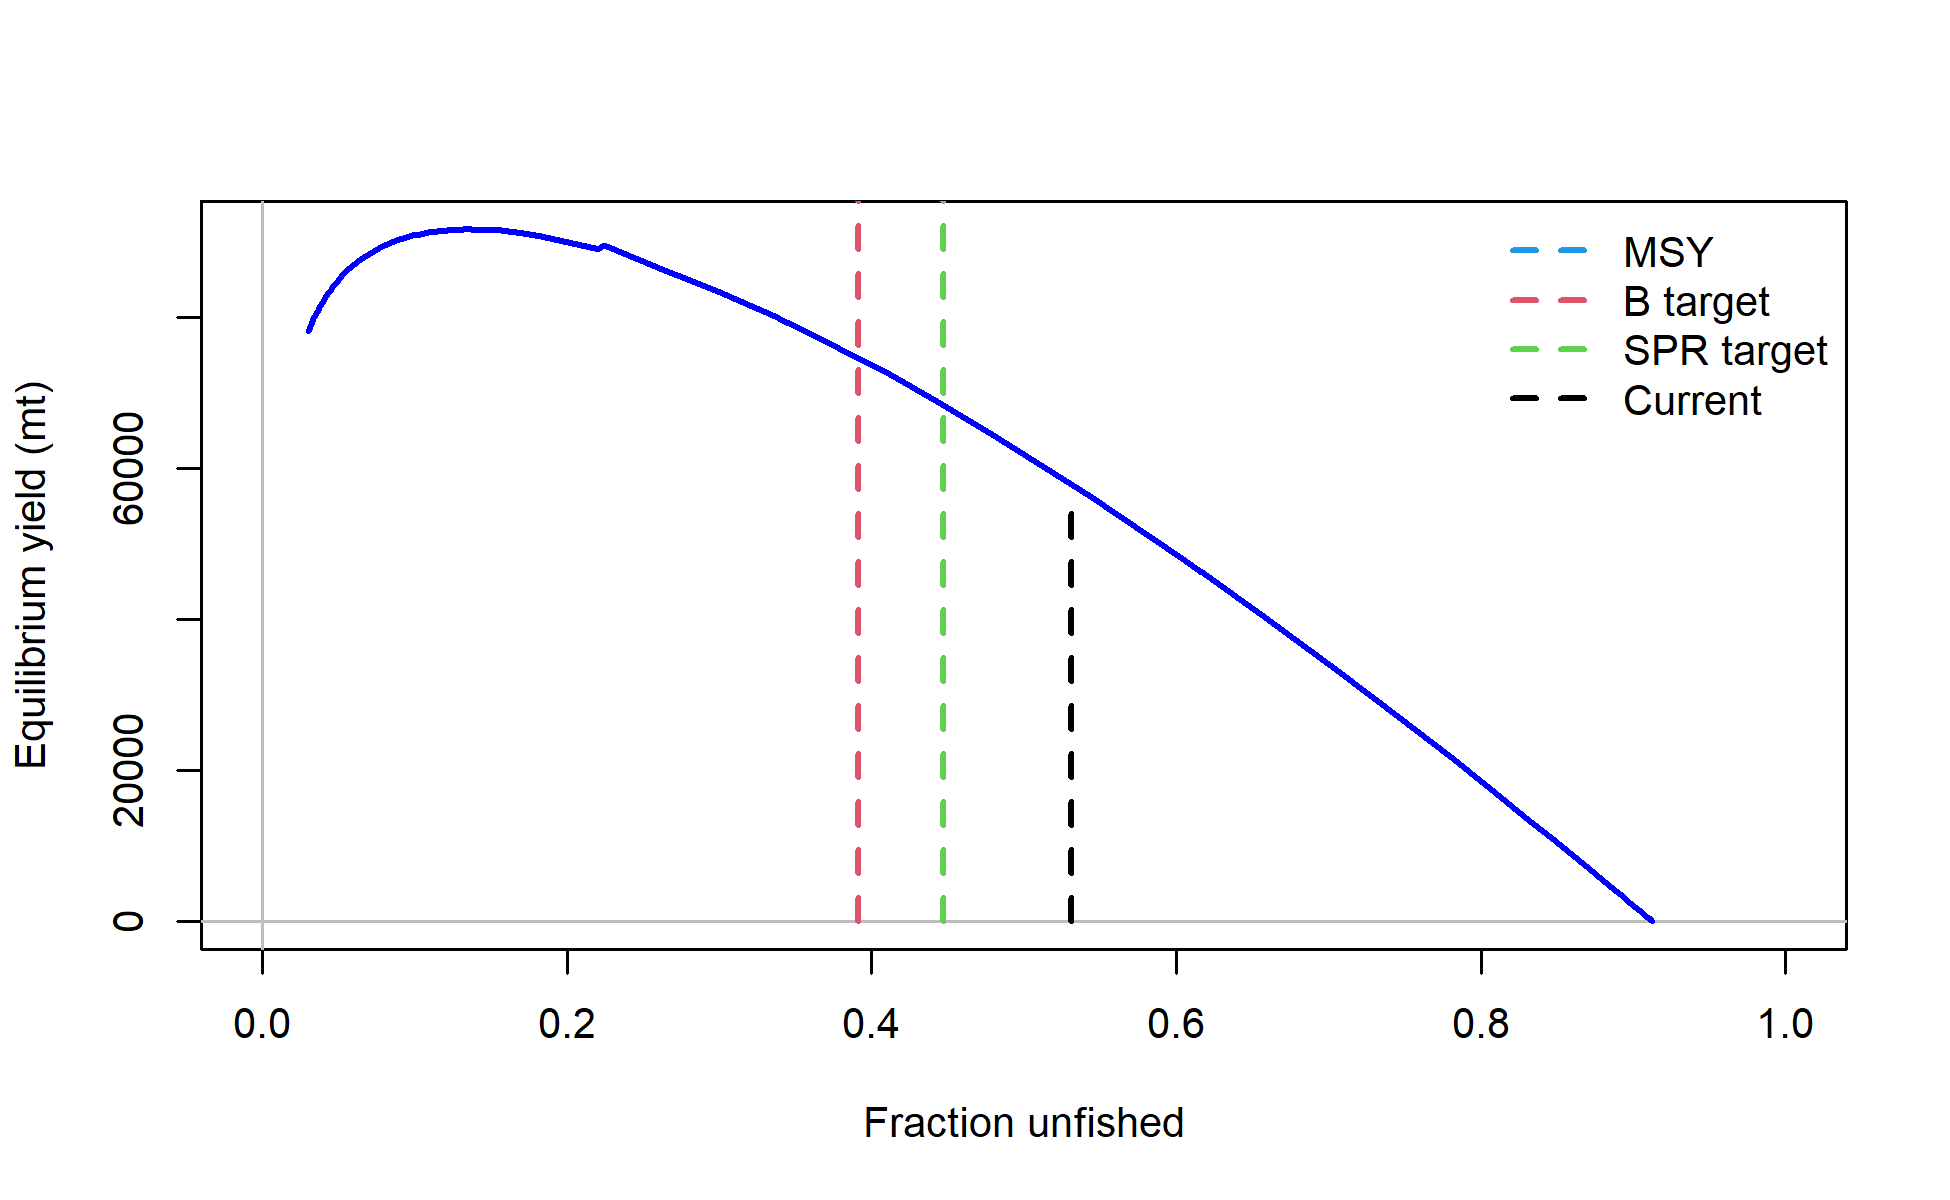 MSY
B target
SPR target
Current
Equilibrium yield (mt)
60000
20000
0
0.0 0.2 0.4 0.6 0.8 1.0
Fraction unfished